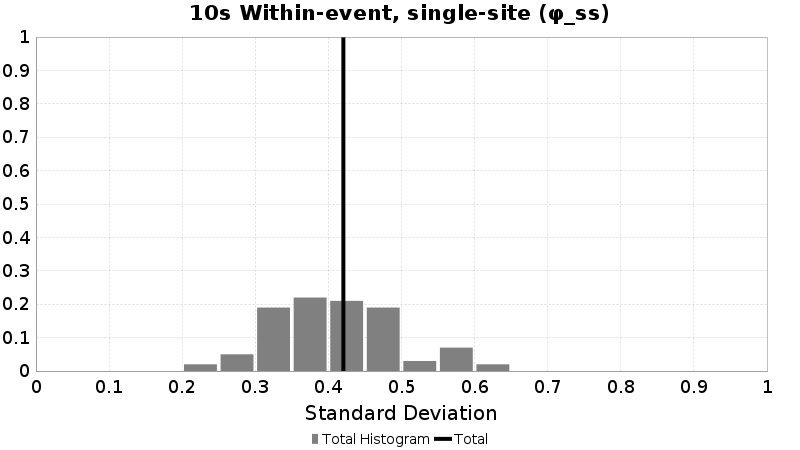 10s Within-event, single-site (φ_ss)
1
0.9
0.8
0.7
0.6
0.5
0.4
0.3
0.2
0.1
0
0 0.1 0.2 0.3 0.4 0.5 0.6 0.7 0.8 0.9 1
Standard Deviation
Total Histogram Total